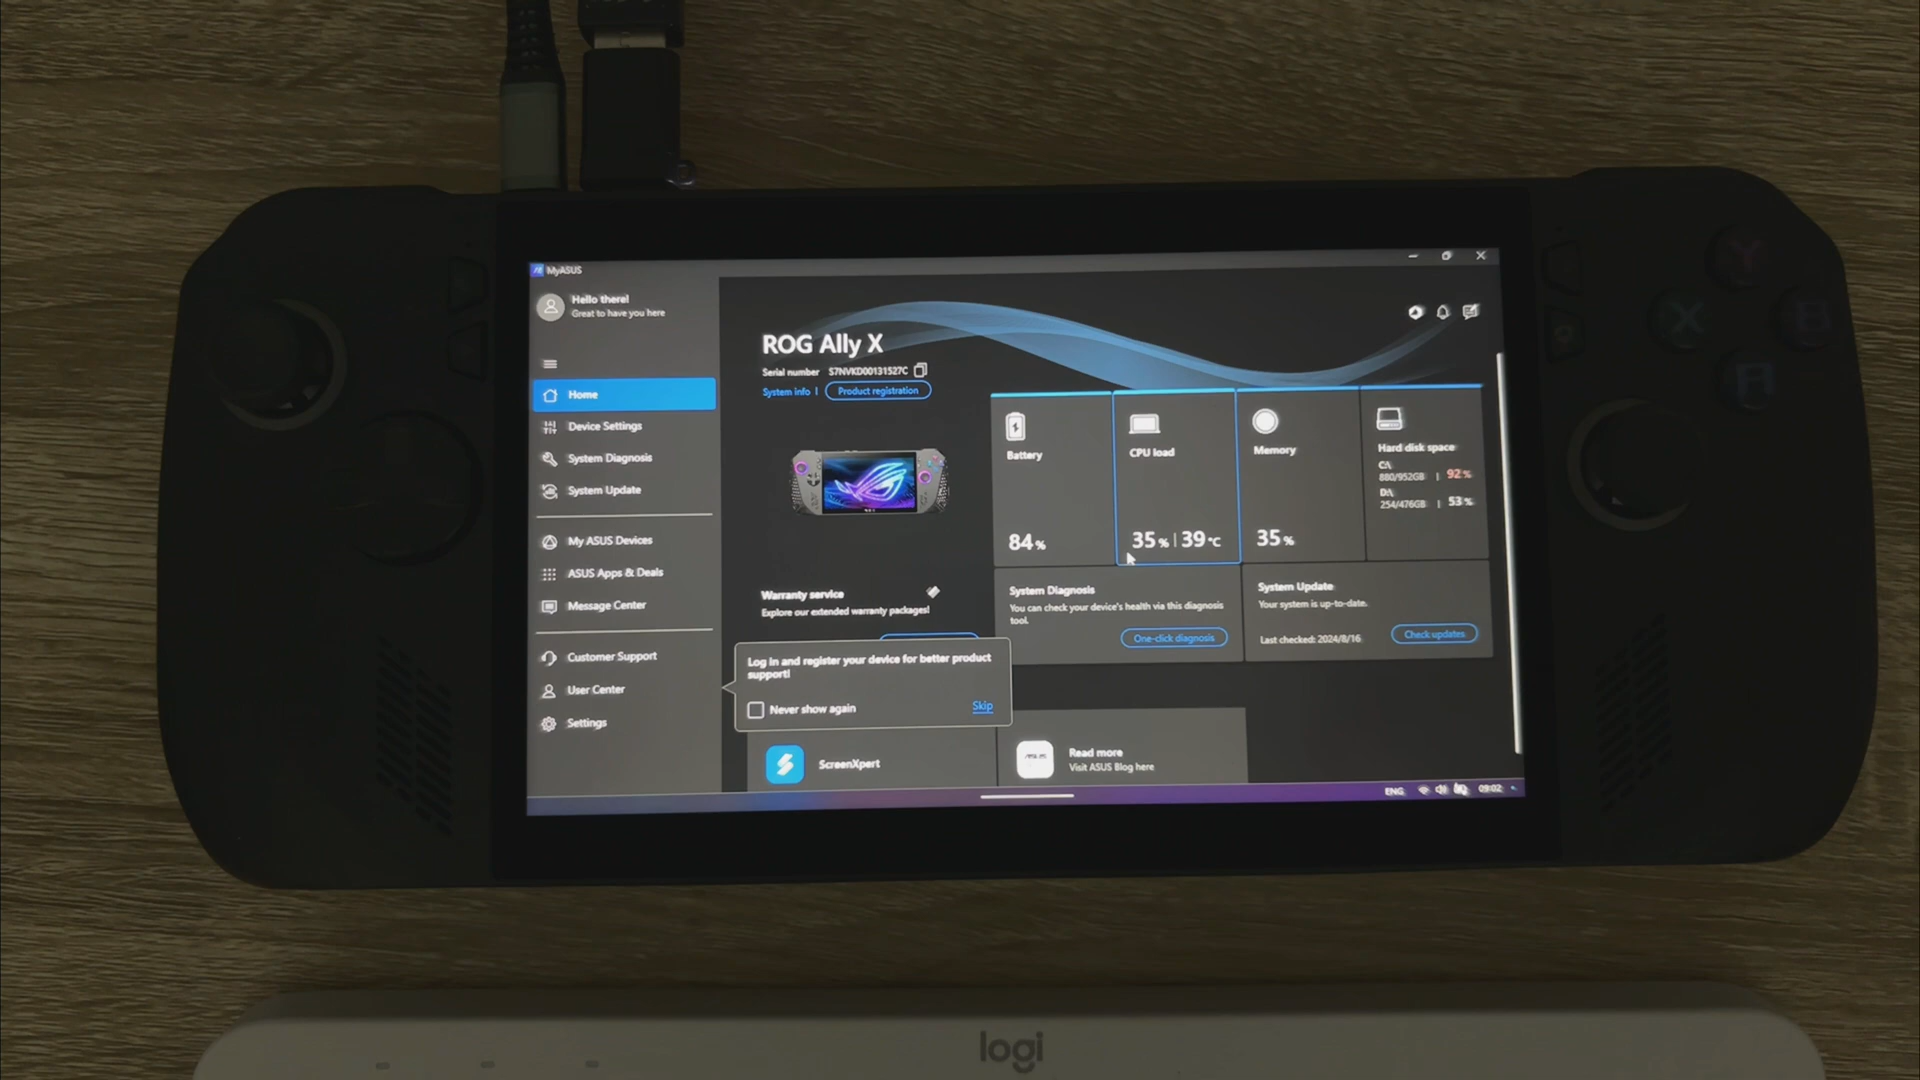 MyASUS
Hello there!
Great to have you here
Home
Device Settings
System Diagnosis
System Update
My ASUS Devices
ASUS Apps & Deals
Message Center
Customer Support
User Center
Settings
ROG Ally X
Serial number S7NVKD00131527C
System info | Product registration
Battery
84%
CPU load
35% | 39°C
Memory
35%
Hard disk space
C:\
880/952GB | 92%
D:\
254/476GB | 53%
Warranty service
Explore our extended warranty packages!
System Diagnosis
You can check your device's health via this diagnosis
tool.
One-click diagnosis
System Update
Your system is up-to-date.
Last checked: 2024/8/16
Check updates
Log in and register your device for better product
support!
Never show again
Skip
ScreenXpert
Read more
Visit ASUS Blog here
ENG
09:02
Y
X
B
A
logi